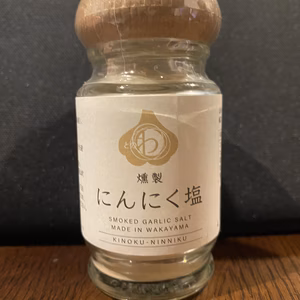 わ
燻製
にんにく塩
SMOKED GARLIC SALT
MADE IN WAKAYAMA
KINOKU-NINNIKU